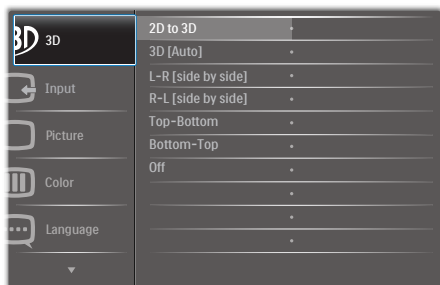 3D 3D
2D to 3D
3D [Auto]
L-R [side by side]
Input
R-L [side by side]
Top-Bottom
Picture
Bottom-Top
Off
Color
Language